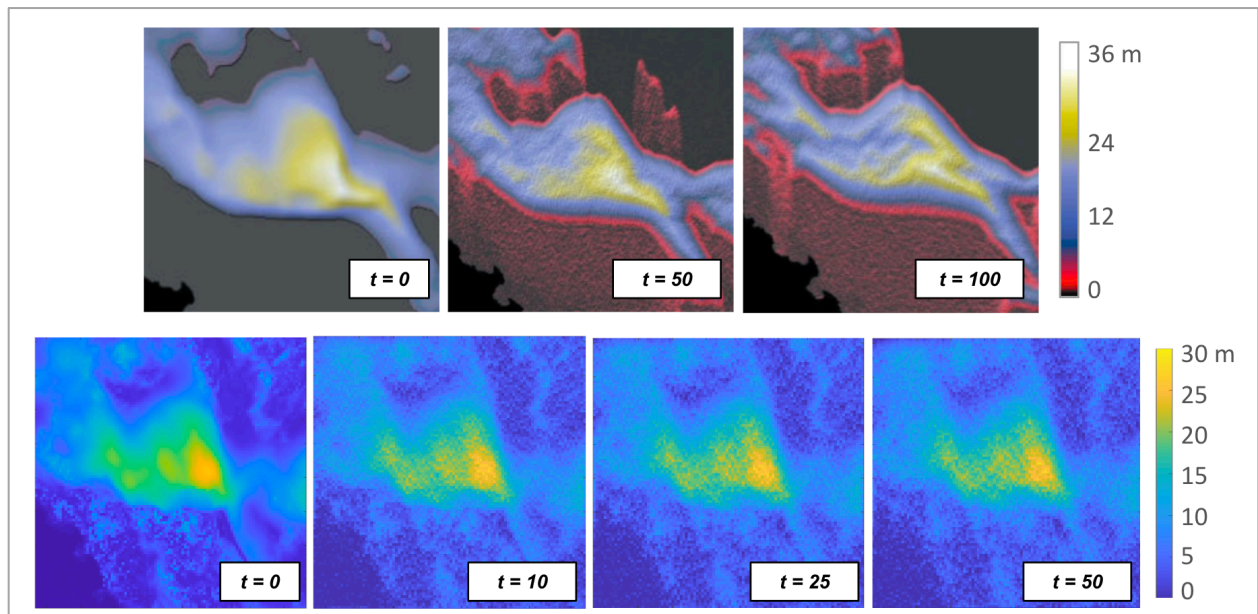 36 m
24
12
0
t = 0
t = 50
t = 100
30 m
25
20
15
10
5
0
t = 0
t = 10
t = 25
t = 50